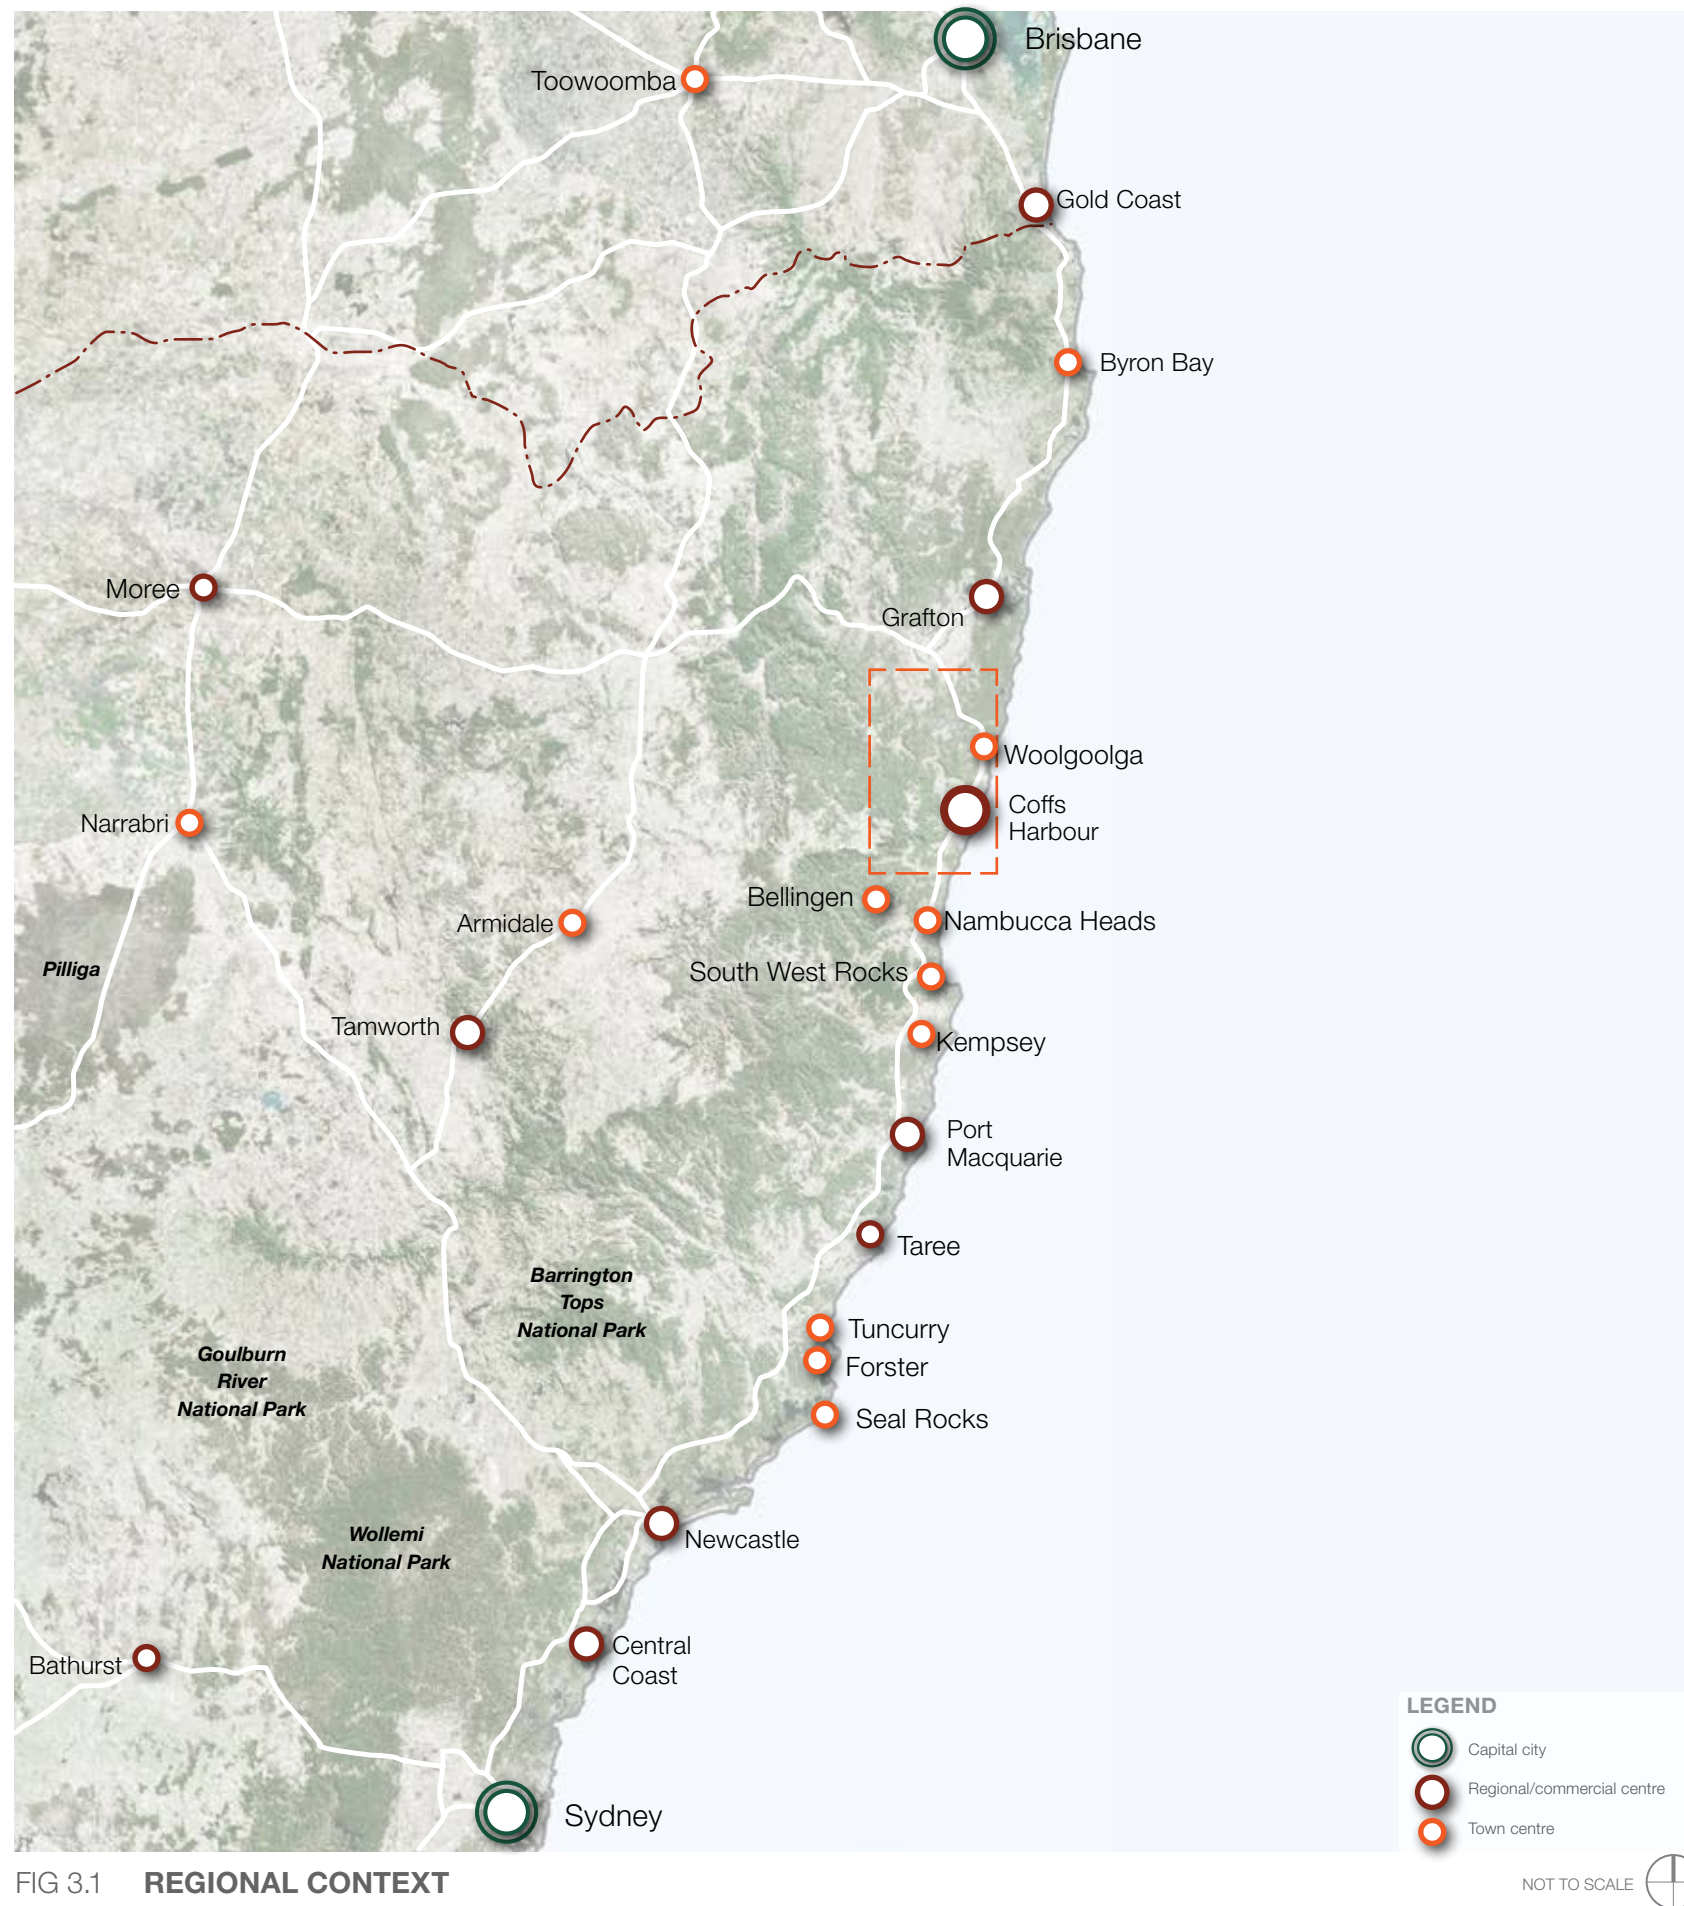 Brisbane
Toowoomba
Gold Coast
Byron Bay
Moree
Grafton
Woolgoolga
Coffs
Harbour
Narrabri
Bellingen
Nambucca Heads
Armidale
Pilliga
South West Rocks
Tamworth
Kempsey
Port
Macquarie
Taree
Barrington
Tops
National Park
Tuncurry
Goulburn
River
National Park
Forster
Seal Rocks
Wollemi
National Park
Newcastle
Central
Coast
Bathurst
Sydney
LEGEND
Capital city
Regional/commercial centre
Town centre
FIG 3.1 REGIONAL CONTEXT
NOT TO SCALE